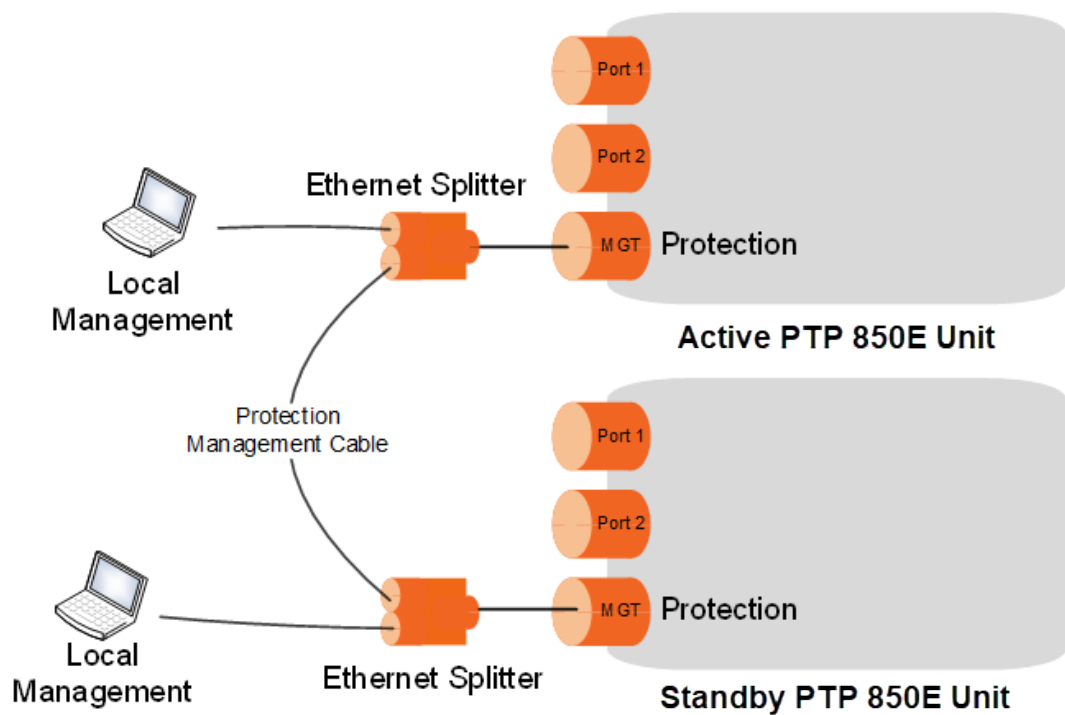 Port 1
Port 2
Ethernet Splitter
MGT
Protection
Local
Management
Active PTP 850E Unit
Protection
Management Cable
Port 1
Port 2
MGT
Protection
Local
Management
Ethernet Splitter
Standby PTP 850E Unit